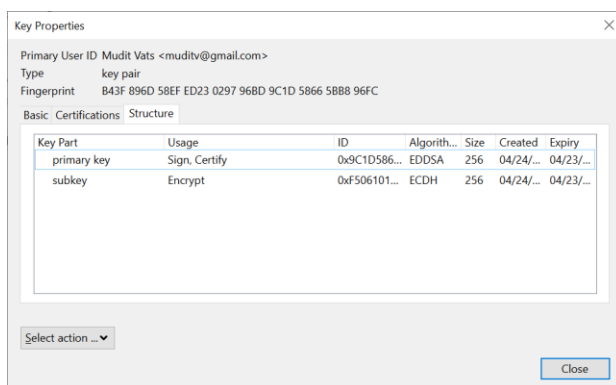 Key Properties
Primary User ID Mudit Vats <muditv@gmail.com>
Type key pair
Fingerprint B43F 896D 58EF ED23 0297 96BD 9C1D 5866 5BB8 96FC
Basic Certifications Structure
Key Part Usage ID Algorith... Size Created Expiry
primary key Sign, Certify 0x9C1D586... EDDSA 256 04/24/... 04/23/...
subkey Encrypt 0xF506101... ECDH 256 04/24/... 04/23/...
Select action ...
Close